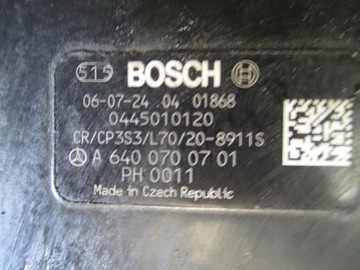 515 BOSCH
06-07-24 04 01868
0445010120
CR/CP3S3/L70/20-8911S
A 640 070 07 01
PH 0011
Made in Czech Republic